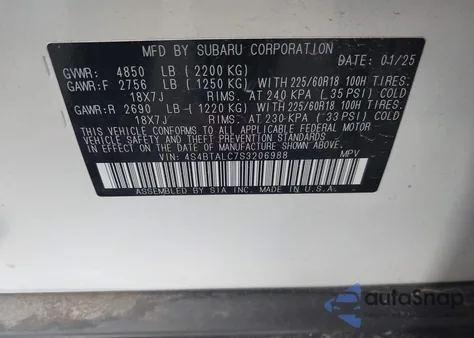 MFD BY SUBARU CORPORATION
DATE: 01/25
GVWR: 4850 LB (2200 KG)
GAWR:F 2756 LB (1250 KG), WITH 225/60R18 100H TIRES,
18X7J RIMS, AT 240 KPA (35 PSI) COLD
GAWR:R 2690 LB (1220 KG), WITH 225/60R18 100H TIRES,
18X7J RIMS, AT 230 KPA (33 PSI) COLD
THIS VEHICLE CONFORMS TO ALL APPLICABLE FEDERAL MOTOR
VEHICLE SAFETY AND THEFT PREVENTION STANDARDS IN EFFECT
ON THE DATE OF MANUFACTURE SHOWN ABOVE.
VIN: 4S4BTALC7S3206988 MPV
ASSEMBLED BY SIA INC. MADE IN U.S.A.
autoSnap